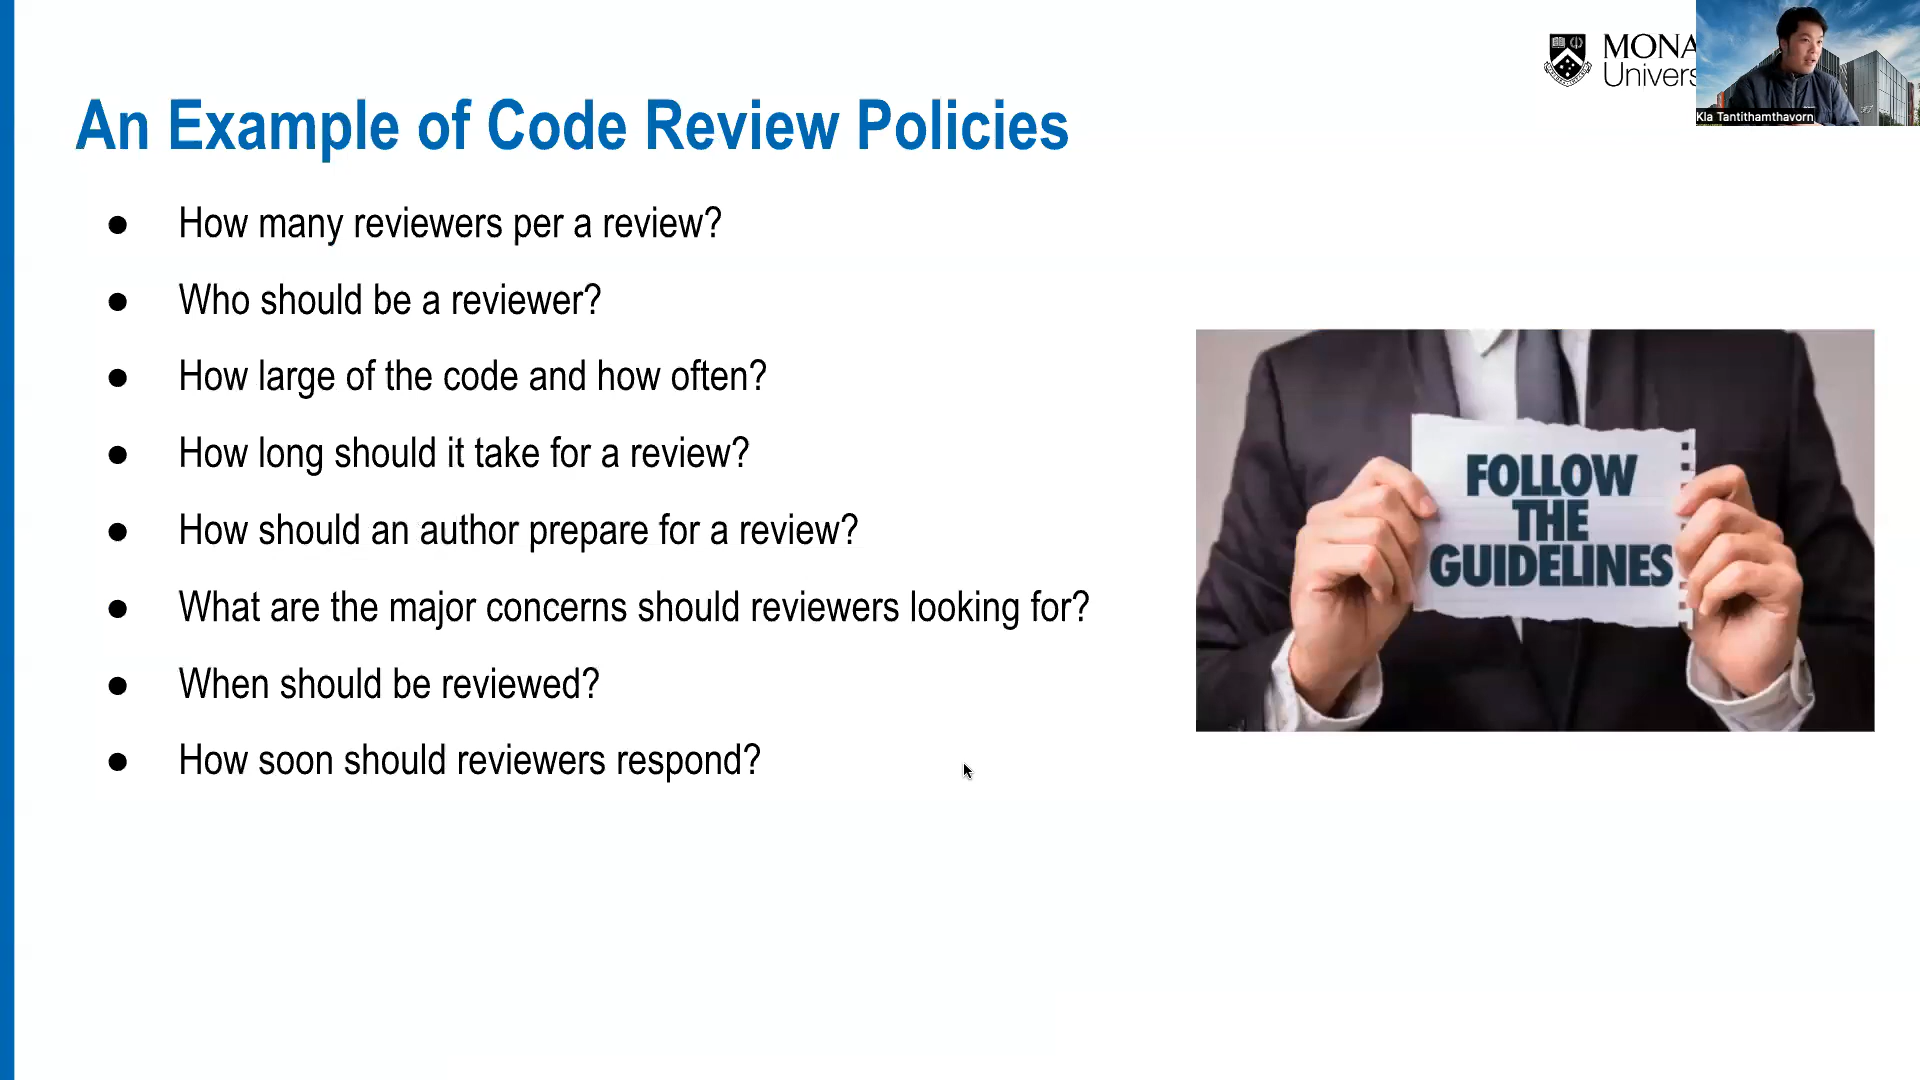 MONA
Univers
Kla Tantithamthavorn
An Example of Code Review Policies
● How many reviewers per a review?
● Who should be a reviewer?
● How large of the code and how often?
● How long should it take for a review?
● How should an author prepare for a review?
● What are the major concerns should reviewers looking for?
● When should be reviewed?
● How soon should reviewers respond?
FOLLOW
THE
GUIDELINES